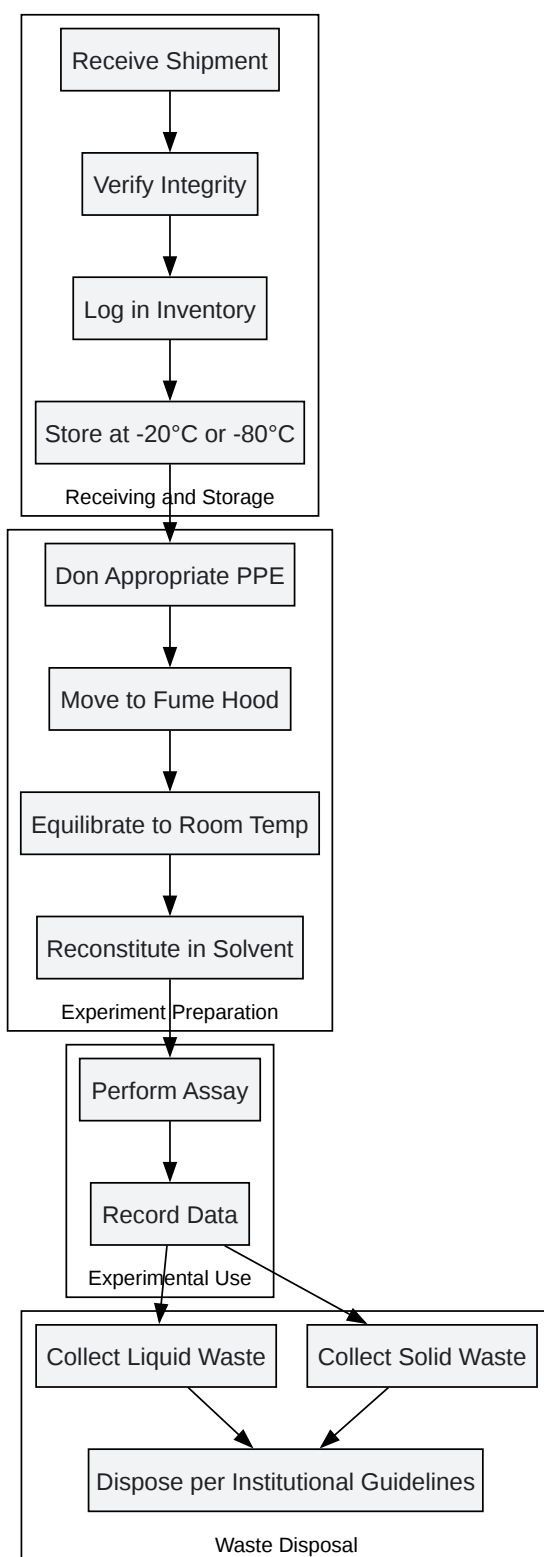 Receive Shipment
Verify Integrity
Log in Inventory
Store at -20°C or -80°C
Receiving and Storage
Don Appropriate PPE
Move to Fume Hood
Equilibrate to Room Temp
Reconstitute in Solvent
Experiment Preparation
Perform Assay
Record Data
Experimental Use
Collect Liquid Waste
Collect Solid Waste
Dispose per Institutional Guidelines
Waste Disposal